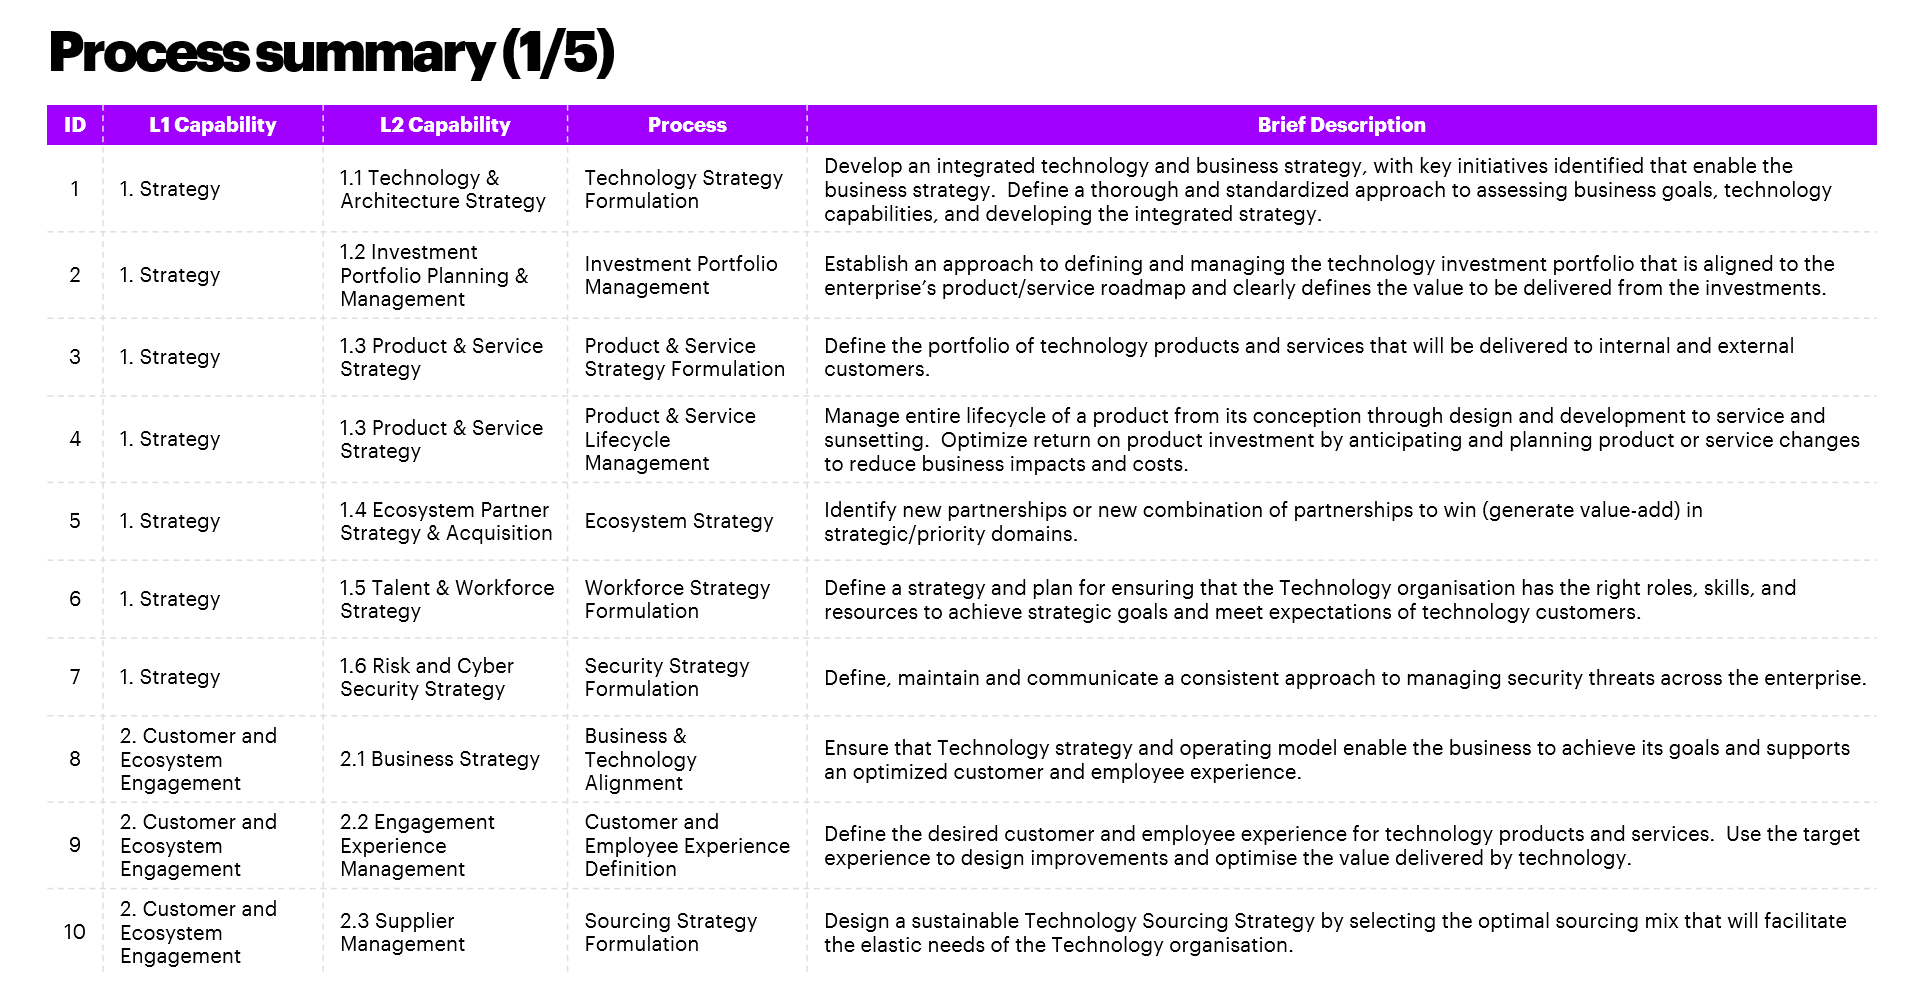 Process summary (1/5)
ID
L1 Capability
L2 Capability
Process
Brief Description
1
1. Strategy
1.1 Technology &
Architecture Strategy
Technology Strategy
Formulation
Develop an integrated technology and business strategy, with key initiatives identified that enable the
business strategy.  Define a thorough and standardized approach to assessing business goals, technology
capabilities, and developing the integrated strategy.
2
1. Strategy
1.2 Investment
Portfolio Planning &
Management
Investment Portfolio
Management
Establish an approach to defining and managing the technology investment portfolio that is aligned to the
enterprise’s product/service roadmap and clearly defines the value to be delivered from the investments.
3
1. Strategy
1.3 Product & Service
Strategy
Product & Service
Strategy Formulation
Define the portfolio of technology products and services that will be delivered to internal and external
customers.
4
1. Strategy
1.3 Product & Service
Strategy
Product & Service
Lifecycle
Management
Manage entire lifecycle of a product from its conception through design and development to service and
sunsetting.  Optimize return on product investment by anticipating and planning product or service changes
to reduce business impacts and costs.
5
1. Strategy
1.4 Ecosystem Partner
Strategy & Acquisition
Ecosystem Strategy
Identify new partnerships or new combination of partnerships to win (generate value-add) in
strategic/priority domains.
6
1. Strategy
1.5 Talent & Workforce
Strategy
Workforce Strategy
Formulation
Define a strategy and plan for ensuring that the Technology organisation has the right roles, skills, and
resources to achieve strategic goals and meet expectations of technology customers.
7
1. Strategy
1.6 Risk and Cyber
Security Strategy
Security Strategy
Formulation
Define, maintain and communicate a consistent approach to managing security threats across the enterprise.
8
2. Customer and
Ecosystem
Engagement
2.1 Business Strategy
Business &
Technology
Alignment
Ensure that Technology strategy and operating model enable the business to achieve its goals and supports
an optimized customer and employee experience.
9
2. Customer and
Ecosystem
Engagement
2.2 Engagement
Experience
Management
Customer and
Employee Experience
Definition
Define the desired customer and employee experience for technology products and services.  Use the target
experience to design improvements and optimise the value delivered by technology.
10
2. Customer and
Ecosystem
Engagement
2.3 Supplier
Management
Sourcing Strategy
Formulation
Design a sustainable Technology Sourcing Strategy by selecting the optimal sourcing mix that will facilitate
the elastic needs of the Technology organisation.